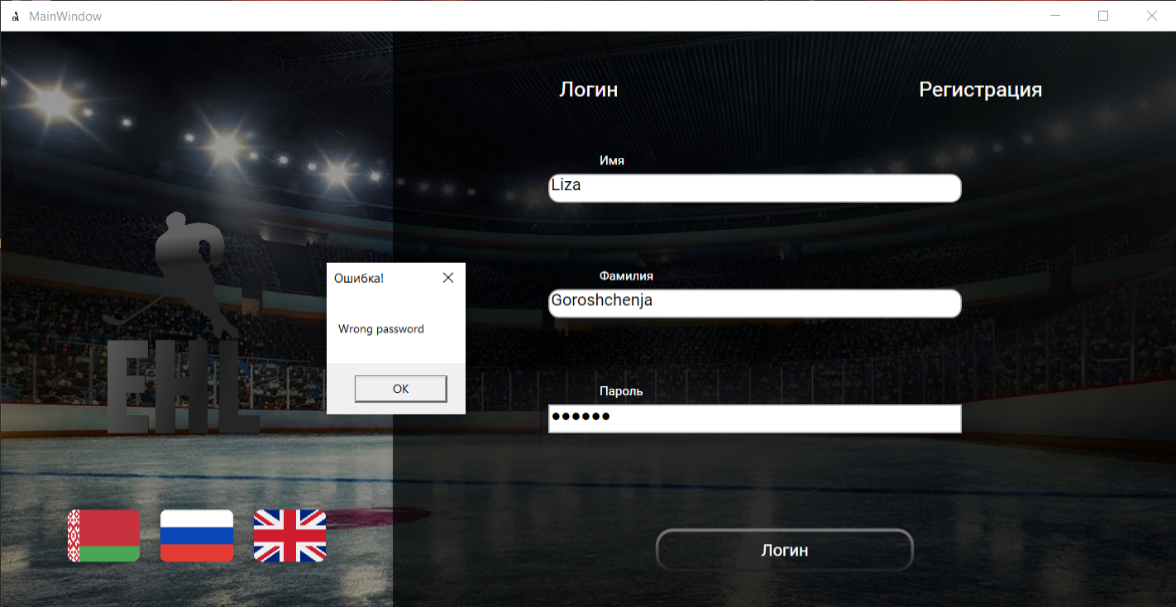 MainWindow
Логин
Регистрация
Имя
Liza
Фамилия
Goroshchenja
Ошибка!
Wrong password
OK
EHL
Пароль
●●●●●●
Логин